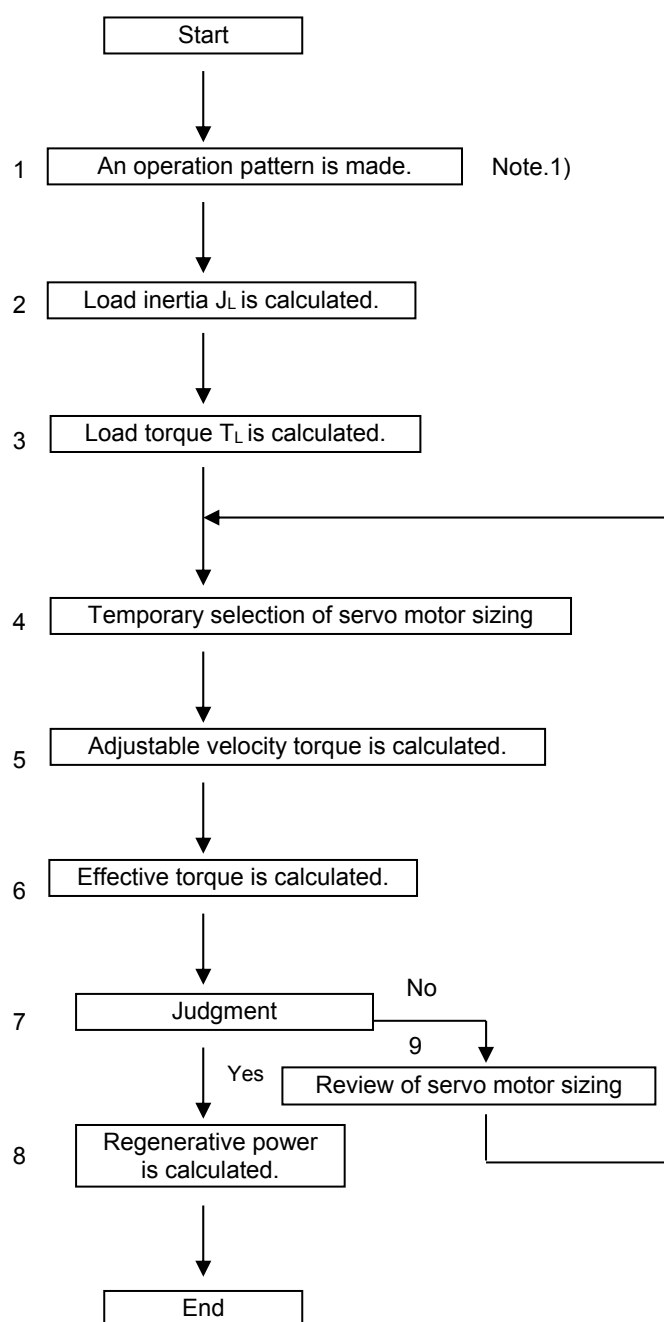 Start
1 An operation pattern is made. Note.1)
2 Load inertia JL is calculated.
3 Load torque TL is calculated.
4 Temporary selection of servo motor sizing
5 Adjustable velocity torque is calculated.
6 Effective torque is calculated.
7 Judgment No
Yes 9
Review of servo motor sizing
8 Regenerative power
is calculated.
End